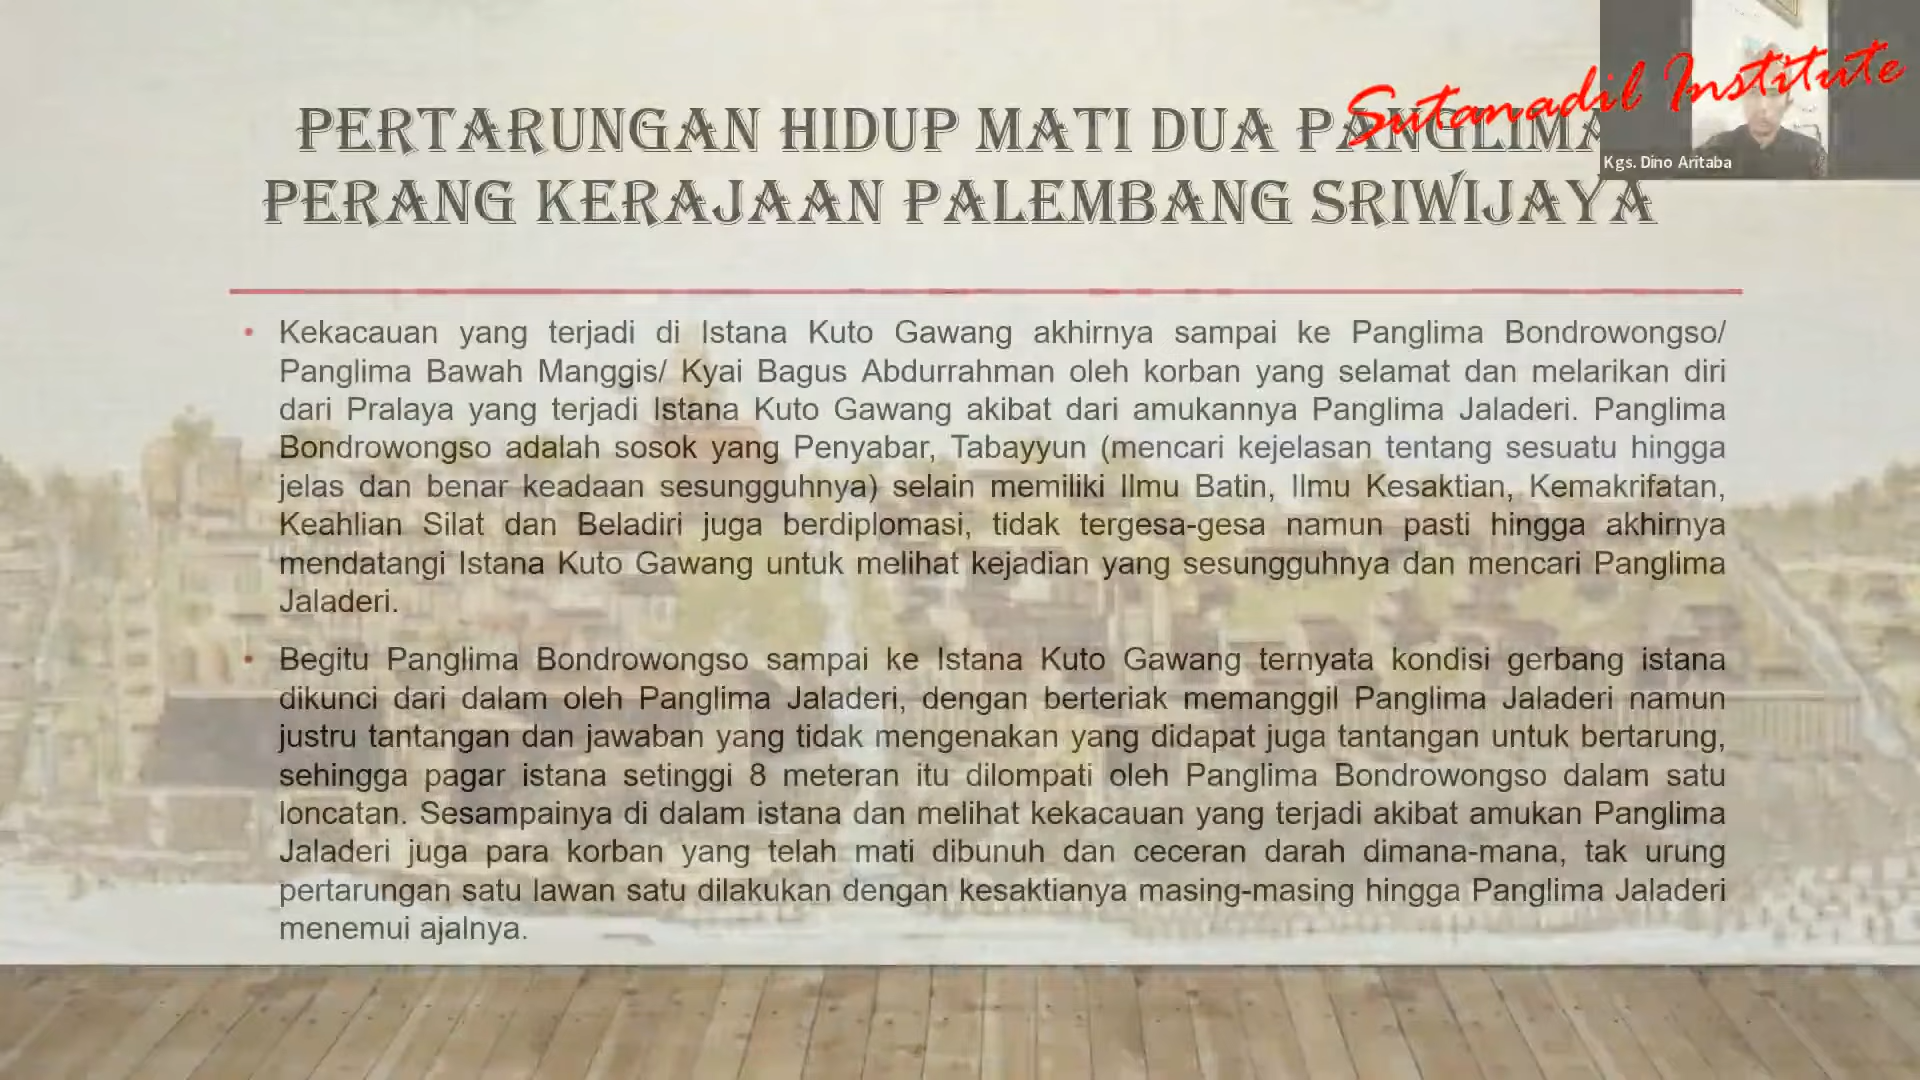 Sutanadil Institute
Kgs. Dino Aritaba
PERTARUNGAN HIDUP MATI DUA PANGLIMA
PERANG KERAJAAN PALEMBANG SRIWIJAYA
• Kekacauan yang terjadi di Istana Kuto Gawang akhirnya sampai ke Panglima Bondrowongso/
Panglima Bawah Manggis/ Kyai Bagus Abdurrahman oleh korban yang selamat dan melarikan diri
dari Pralaya yang terjadi Istana Kuto Gawang akibat dari amukannya Panglima Jaladeri. Panglima
Bondrowongso adalah sosok yang Penyabar, Tabayyun (mencari kejelasan tentang sesuatu hingga
jelas dan benar keadaan sesungguhnya) selain memiliki Ilmu Batin, Ilmu Kesaktian, Kemakrifatan,
Keahlian Silat dan Beladiri juga berdiplomasi, tidak tergesa-gesa namun pasti hingga akhirnya
mendatangi Istana Kuto Gawang untuk melihat kejadian yang sesungguhnya dan mencari Panglima
Jaladeri.
• Begitu Panglima Bondrowongso sampai ke Istana Kuto Gawang ternyata kondisi gerbang istana
dikunci dari dalam oleh Panglima Jaladeri, dengan berteriak memanggil Panglima Jaladeri namun
justru tantangan dan jawaban yang tidak mengenakan yang didapat juga tantangan untuk bertarung,
sehingga pagar istana setinggi 8 meteran itu dilompati oleh Panglima Bondrowongso dalam satu
loncatan. Sesampainya di dalam istana dan melihat kekacauan yang terjadi akibat amukan Panglima
Jaladeri juga para korban yang telah mati dibunuh dan ceceran darah dimana-mana, tak urung
pertarungan satu lawan satu dilakukan dengan kesaktianya masing-masing hingga Panglima Jaladeri
menemui ajalnya.